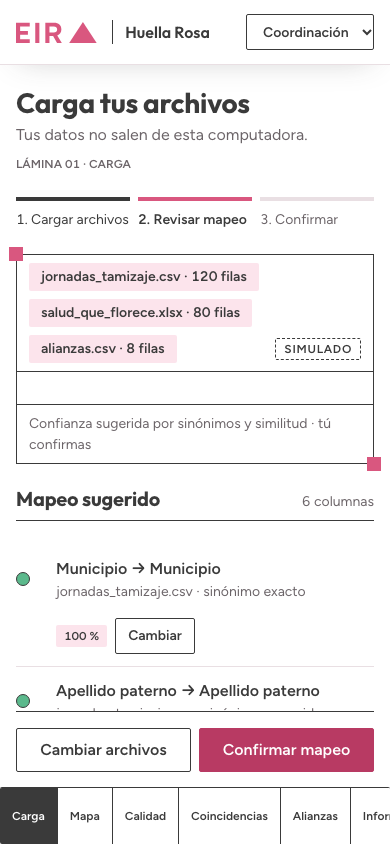 EIR▲ Huella Rosa Coordinación
Carga tus archivos
Tus datos no salen de esta computadora.
LÁMINA 01 · CARGA
1. Cargar archivos 2. Revisar mapeo 3. Confirmar
jornadas_tamizaje.csv · 120 filas
salud_que_florece.xlsx · 80 filas
alianzas.csv · 8 filas SIMULADO
Confianza sugerida por sinónimos y similitud · tú
confirmas
Mapeo sugerido 6 columnas
Municipio → Municipio
jornadas_tamizaje.csv · sinónimo exacto
100 % Cambiar
Apellido paterno → Apellido paterno
Cambiar archivos Confirmar mapeo
Carga Mapa Calidad Coincidencias Alianzas